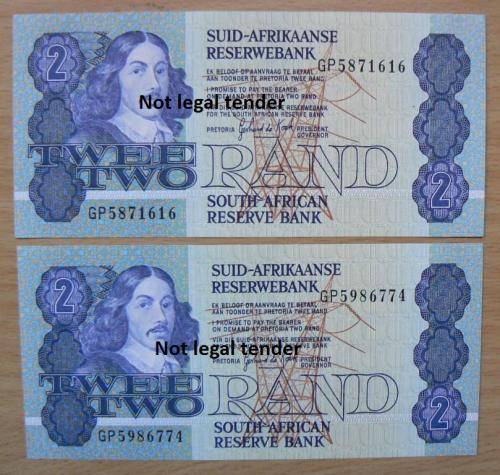 2
SUID-AFRIKAANSE
RESERWEBANK
GP5871616
EK BELOOF OP AANVRAAG TE BETAAL
AAN TOONDER TE PRETORIA TWEE RAND
I PROMISE TO PAY THE BEARER
ON DEMAND AT PRETORIA TWO RAND
Not legal tender
RESERWEBANK
FOR THE SOUTH AFRICAN RESERVE BANK
PRETORIA
PRESIDENT
GOVERNOR
TWEE
TWO
RAND
2
GP5871616
SOUTH AFRICAN
RESERVE BANK
2
SUID-AFRIKAANSE
RESERWEBANK
GP5986774
EK BELOOF OP AANVRAAG TE BETAAL
AAN TOONDER TE PRETORIA TWEE RAND
I PROMISE TO PAY THE BEARER
ON DEMAND AT PRETORIA TWO RAND
VIR DIE SUID-AFRIKAANSE RESERWEBANK
Not legal tender
PRETORIA
PRESIDENT
GOVERNOR
TWEE
TWO
RAND
2
GP5986774
SOUTH AFRICAN
RESERVE BANK